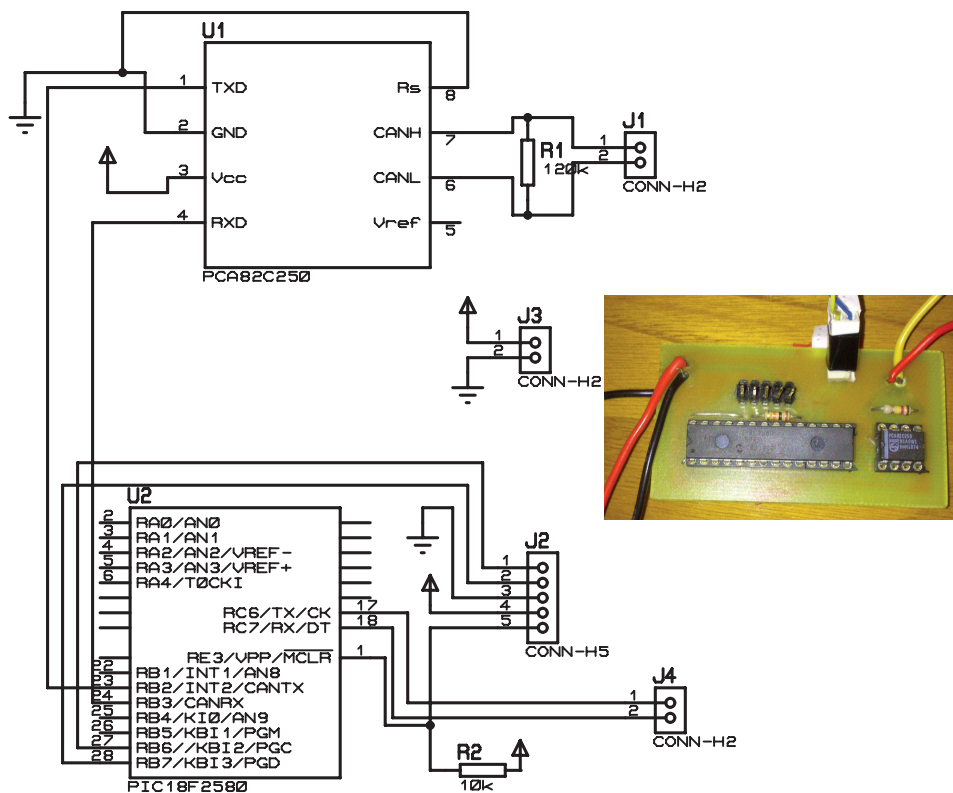 U1
1 TXD Rs 8
2 GND CANH 7
3 Vcc CANL 6
4 RXD Vref 5
PCA82C250
R1
120k
J1
1
2
CONN-H2
J3
1
2
CONN-H2
U2
2 RA0/AN0
3 RA1/AN1
4 RA2/AN2/VREF-
5 RA3/AN3/VREF+
6 RA4/T0CKI
RC6/TX/CK 17
RC7/RX/DT 18
RE3/VPP/MCLR 1
22 RB1/INT1/AN8
23 RB2/INT2/CANTX
24 RB3/CANRX
25 RB4/KI0/AN9
26 RB5/KBI1/PGM
27 RB6//KBI2/PGC
28 RB7/KBI3/PGD
PIC18F2580
J2
1
2
3
4
5
CONN-H5
J4
1
2
CONN-H2
R2
10k